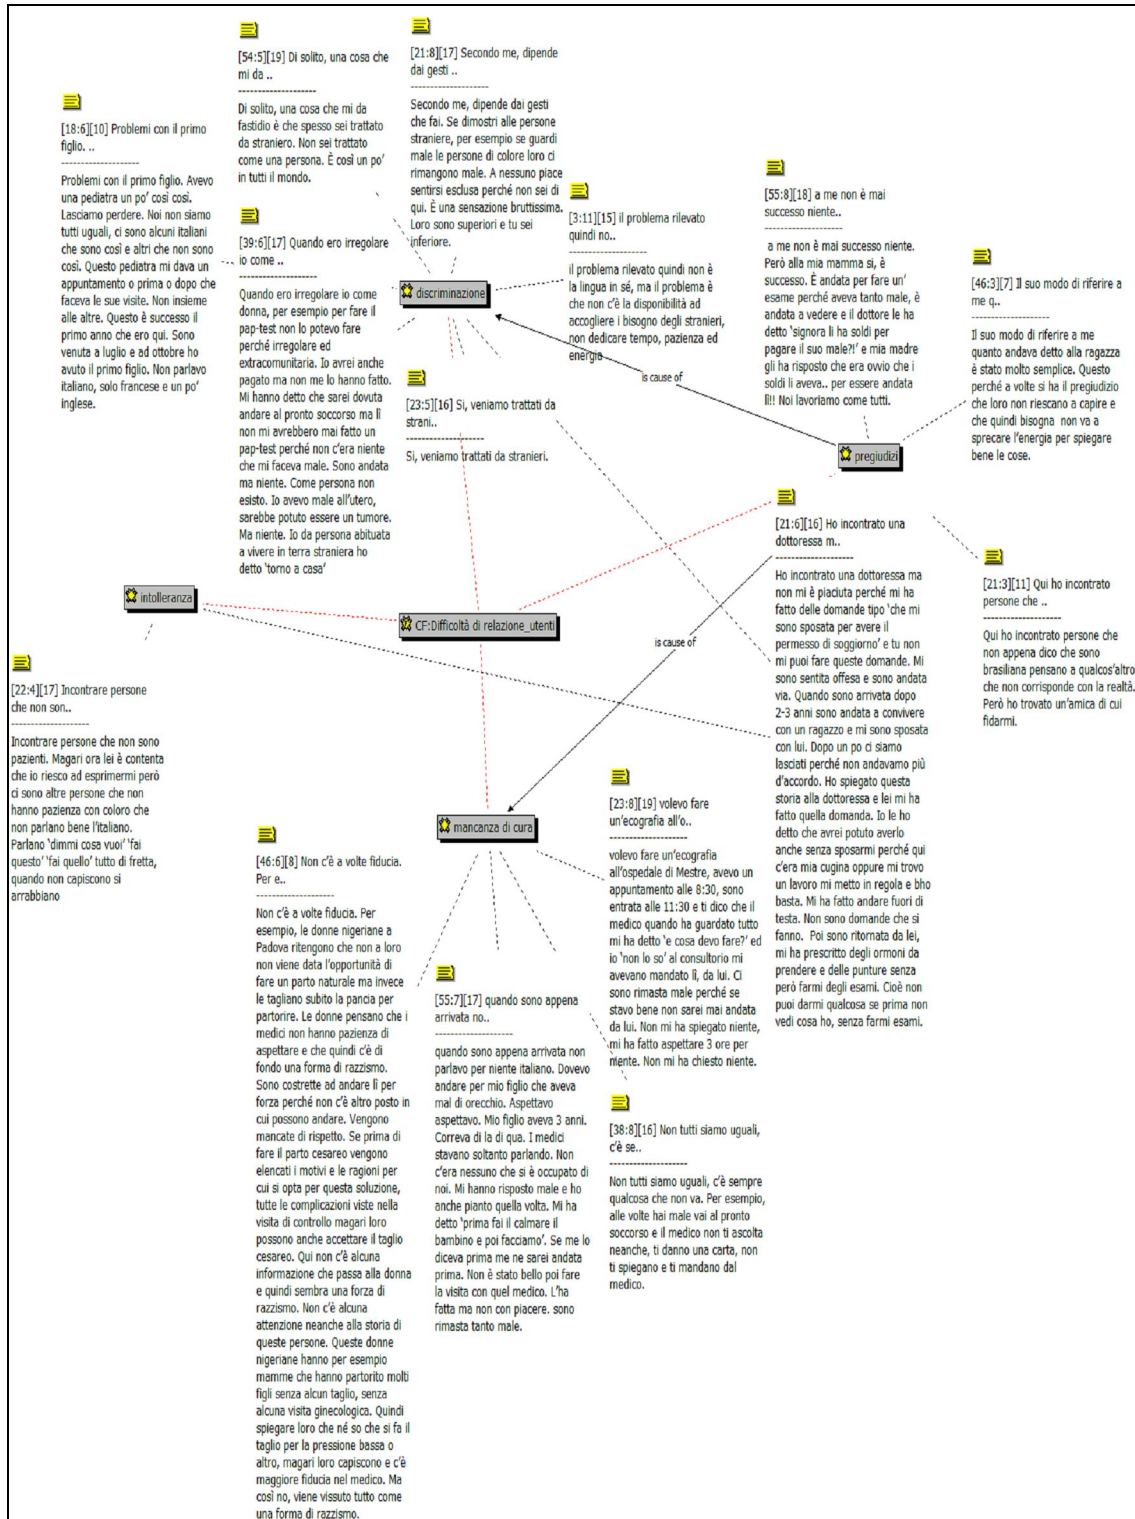 [54:5][19] Di solito, una cosa che
mi da ..
--------------------
Di solito, una cosa che mi da
fastidio è che spesso sei trattato
da straniero. Non sei trattato
come una persona. È così un po'
in tutti il mondo.
[21:8][17] Secondo me, dipende
dai gesti ..
--------------------
Secondo me, dipende dai gesti
che fai. Se dimostri alle persone
straniere, per esempio se guardi
male le persone di colore loro ci
rimangono male. A nessuno piace
sentirsi esclusa perché non sei di
qui. È una sensazione bruttissima.
Loro sono superiori e tu sei
inferiore.
[18:6][10] Problemi con il primo
figlio. ..
--------------------
Problemi con il primo figlio. Avevo
una pediatra un po' così così.
Lasciamo perdere. Noi non siamo
tutti uguali, ci sono alcuni italiani
che sono così e altri che non sono
così. Questo pediatra mi dava un
appuntamento o prima o dopo che
faceva le sue visite. Non insieme
alle altre. Questo è successo il
primo anno che ero qui. Sono
venuta a luglio e ad ottobre ho
avuto il primo figlio. Non parlavo
italiano, solo francese e un po'
inglese.
[39:6][17] Quando ero irregolare
io come ..
--------------------
Quando ero irregolare io come
donna, per esempio per fare il
pap-test non lo potevo fare
perché irregolare ed
extracomunitaria. Io avrei anche
pagato ma non me lo hanno fatto.
Mi hanno detto che sarei dovuta
andare al pronto soccorso ma lì
non mi avrebbero mai fatto un
pap-test perché non c'era niente
che mi faceva male. Sono andata
ma niente. Come persona non
esisto. Io avevo male all'utero,
sarebbe potuto essere un tumore.
Ma niente. Io da persona abituata
a vivere in terra straniera ho
detto 'torno a casa'
[3:11][15] il problema rilevato
quindi no..
--------------------
il problema rilevato quindi non è
la lingua in sé, ma il problema è
che non c'è la disponibilità ad
accogliere i bisogno degli stranieri,
non dedicare tempo, pazienza ed
energia
[55:8][18] a me non è mai
successo niente..
--------------------
a me non è mai successo niente.
Però alla mia mamma si, è
successo. È andata per fare un'
esame perché aveva tanto male, è
andata a vedere e il dottore le ha
detto 'signora li ha soldi per
pagare il suo male?!' e mia madre
gli ha risposto che era ovvio che i
soldi li aveva.. per essere andata
lì!! Noi lavoriamo come tutti.
[46:3][7] Il suo modo di riferire a
me q..
--------------------
Il suo modo di riferire a me
quanto andava detto alla ragazza
è stato molto semplice. Questo
perché a volte si ha il pregiudizio
che loro non riescano a capire e
che quindi bisogna non va a
sprecare l'energia per spiegare
bene le cose.
discriminazione
is cause of
[23:5][16] Si, veniamo trattati da
strani..
--------------------
Si, veniamo trattati da stranieri.
pregiudizi
[21:6][16] Ho incontrato una
dottoressa m..
--------------------
Ho incontrato una dottoressa ma
non mi è piaciuta perché mi ha
fatto delle domande tipo 'che mi
sono sposata per avere il
permesso di soggiorno' e tu non
mi puoi fare queste domande. Mi
sono sentita offesa e sono andata
via. Quando sono arrivata dopo
2-3 anni sono andata a convivere
con un ragazzo e mi sono sposata
con lui. Dopo un po ci siamo
lasciati perché non andavamo più
d'accordo. Ho spiegato questa
storia alla dottoressa e lei mi ha
fatto quella domanda. Io le ho
detto che avrei potuto averlo
anche senza sposarmi perché qui
c'era mia cugina oppure mi trovo
un lavoro mi metto in regola e bho
basta. Mi ha fatto andare fuori di
testa. Non sono domande che si
fanno. Poi sono ritornata da lei,
mi ha prescritto degli ormoni da
prendere e delle punture senza
però farmi degli esami. Cioè non
puoi darmi qualcosa se prima non
vedi cosa ho, senza farmi esami.
[21:3][11] Qui ho incontrato
persone che ..
--------------------
Qui ho incontrato persone che
non appena dico che sono
brasiliana pensano a qualcos'altro
che non corrisponde con la realtà.
Però ho trovato un'amica di cui
fidarmi.
intolleranza
CF:Difficoltà di relazione_utenti
is cause of
[22:4][17] Incontrare persone
che non son..
--------------------
Incontrare persone che non sono
pazienti. Magari ora lei è contenta
che io riesco ad esprimermi però
ci sono altre persone che non
hanno pazienza con coloro che
non parlano bene l'italiano.
Parlano 'dimmi cosa vuoi' 'fai
questo' 'fai quello' tutto di fretta,
quando non capiscono si
arrabbiano
mancanza di cura
[46:6][8] Non c'è a volte fiducia.
Per e..
--------------------
Non c'è a volte fiducia. Per
esempio, le donne nigeriane a
Padova ritengono che non a loro
non viene data l'opportunità di
fare un parto naturale ma invece
le tagliano subito la pancia per
partorire. Le donne pensano che i
medici non hanno pazienza di
aspettare e che quindi c'è di
fondo una forma di razzismo.
Sono costrette ad andare lì per
forza perché non c'è altro posto in
cui possono andare. Vengono
mancate di rispetto. Se prima di
fare il parto cesareo vengono
elencati i motivi e le ragioni per
cui si opta per questa soluzione,
tutte le complicazioni viste nella
visita di controllo magari loro
possono anche accettare il taglio
cesareo. Qui non c'è alcuna
informazione che passa alla donna
e quindi sembra una forza di
razzismo. Non c'è alcuna
attenzione neanche alla storia di
queste persone. Queste donne
nigeriane hanno per esempio
mamme che hanno partorito molti
figli senza alcun taglio, senza
alcuna visita ginecologica. Quindi
spiegare loro che né so che si fa il
taglio per la pressione bassa o
altro, magari loro capiscono e c'è
maggiore fiducia nel medico. Ma
così no, viene vissuto tutto come
una forma di razzismo.
[23:8][19] volevo fare
un'ecografia all'o..
--------------------
volevo fare un'ecografia
all'ospedale di Mestre, avevo un
appuntamento alle 8:30, sono
entrata alle 11:30 e ti dico che il
medico quando ha guardato tutto
mi ha detto 'e cosa devo fare?' ed
io 'non lo so' al consultorio mi
avevano mandato lì, da lui. Ci
sono rimasta male perché se
stavo bene non sarei mai andata
da lui. Non mi ha spiegato niente,
mi ha fatto aspettare 3 ore per
niente. Non mi ha chiesto niente.
[55:7][17] quando sono appena
arrivata no..
--------------------
quando sono appena arrivata non
parlavo per niente italiano. Dovevo
andare per mio figlio che aveva
mal di orecchio. Aspettavo
aspettavo. Mio figlio aveva 3 anni.
Correva di la di qua. I medici
stavano soltanto parlando. Non
c'era nessuno che si è occupato di
noi. Mi hanno risposto male e ho
anche pianto quella volta. Mi ha
detto 'prima fai il calmare il
bambino e poi facciamo'. Se me lo
diceva prima me ne sarei andata
prima. Non è stato bello poi fare
la visita con quel medico. L'ha
fatta ma non con piacere. sono
rimasta tanto male.
[38:8][16] Non tutti siamo uguali,
c'è se..
--------------------
Non tutti siamo uguali, c'è sempre
qualcosa che non va. Per esempio,
alle volte hai male vai al pronto
soccorso e il medico non ti ascolta
neanche, ti danno una carta, non
ti spiegano e ti mandano dal
medico.